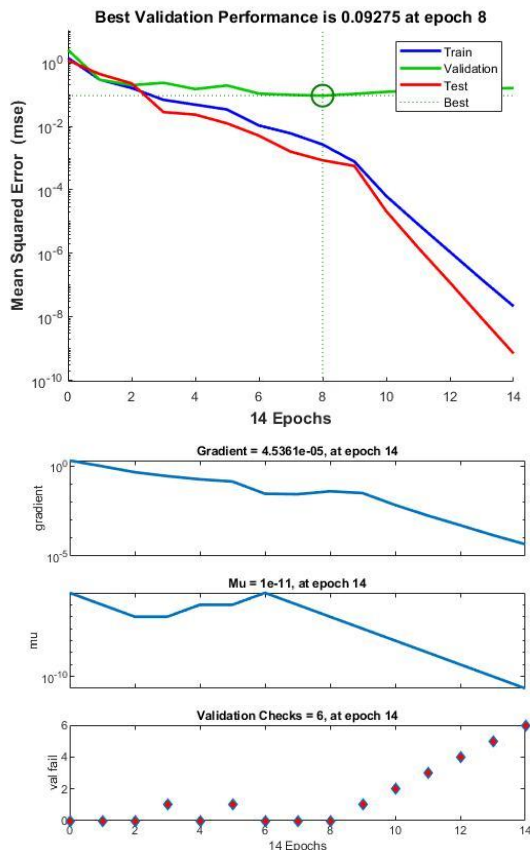 Best Validation Performance is 0.09275 at epoch 8
Mean Squared Error (mse)
10^0
10^-2
10^-4
10^-6
10^-8
10^-10
Train
Validation
Test
Best
0 2 4 6 8 10 12 14
14 Epochs
Gradient = 4.5361e-05, at epoch 14
gradient
10^0
10^-5
Mu = 1e-11, at epoch 14
mu
10^-10
Validation Checks = 6, at epoch 14
val fail
6
4
2
0
0 2 4 6 8 10 12 14
14 Epochs